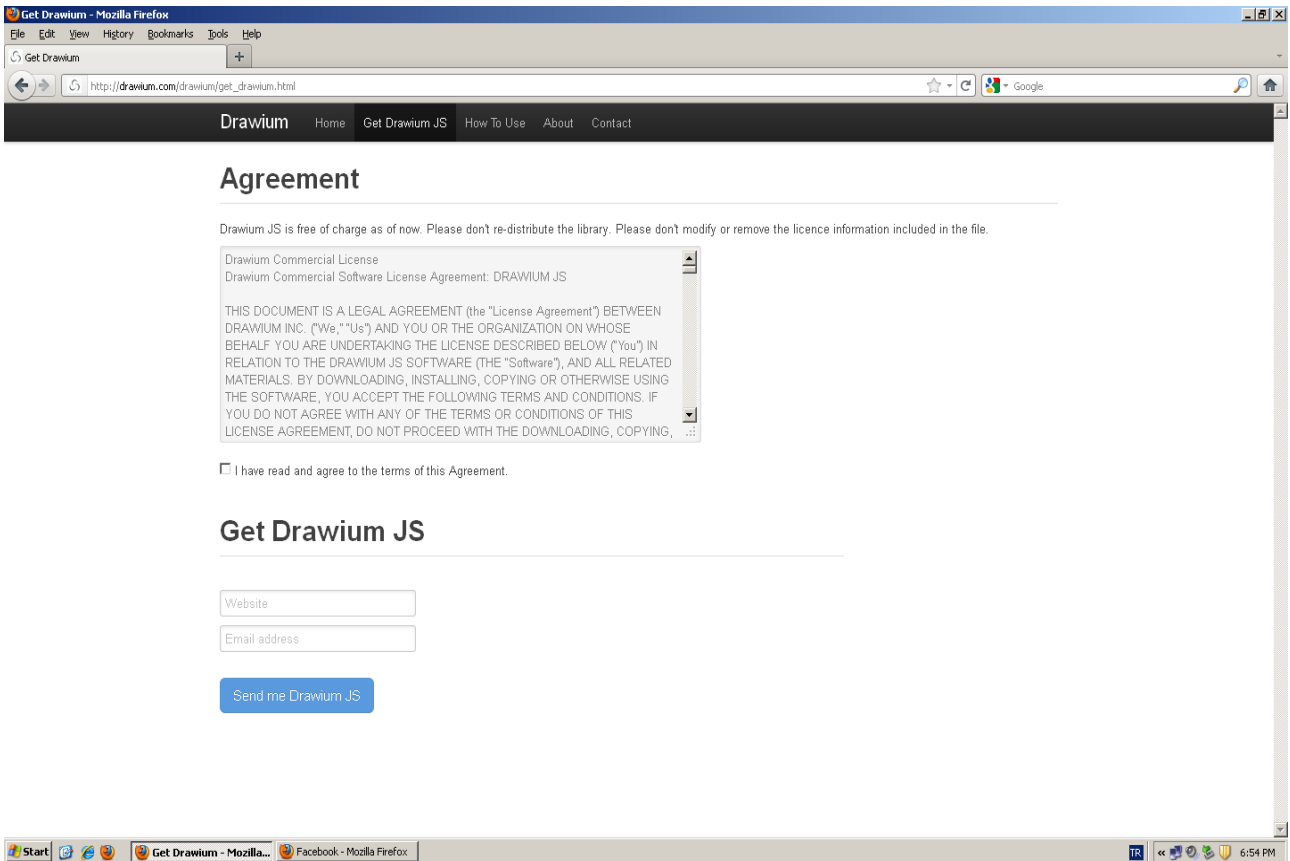 Get Drawium - Mozilla Firefox
File Edit View History Bookmarks Tools Help
Get Drawium
http://drawium.com/drawium/get_drawium.html
Google
Drawium Home Get Drawium JS How To Use About Contact
Agreement
Drawium JS is free of charge as of now. Please don't re-distribute the library. Please don't modify or remove the licence information included in the file.
Drawium Commercial License
Drawium Commercial Software License Agreement: DRAWIUM JS
THIS DOCUMENT IS A LEGAL AGREEMENT (the "License Agreement") BETWEEN
DRAWIUM INC. ("We," "Us") AND YOU OR THE ORGANIZATION ON WHOSE
BEHALF YOU ARE UNDERTAKING THE LICENSE DESCRIBED BELOW ("You") IN
RELATION TO THE DRAWIUM JS SOFTWARE (THE "Software"), AND ALL RELATED
MATERIALS. BY DOWNLOADING, INSTALLING, COPYING OR OTHERWISE USING
THE SOFTWARE, YOU ACCEPT THE FOLLOWING TERMS AND CONDITIONS. IF
YOU DO NOT AGREE WITH ANY OF THE TERMS OR CONDITIONS OF THIS
LICENSE AGREEMENT, DO NOT PROCEED WITH THE DOWNLOADING, COPYING,
I have read and agree to the terms of this Agreement.
Get Drawium JS
Website
Email address
Send me Drawium JS
Start Get Drawium - Mozilla... Facebook - Mozilla Firefox TR 6:54 PM